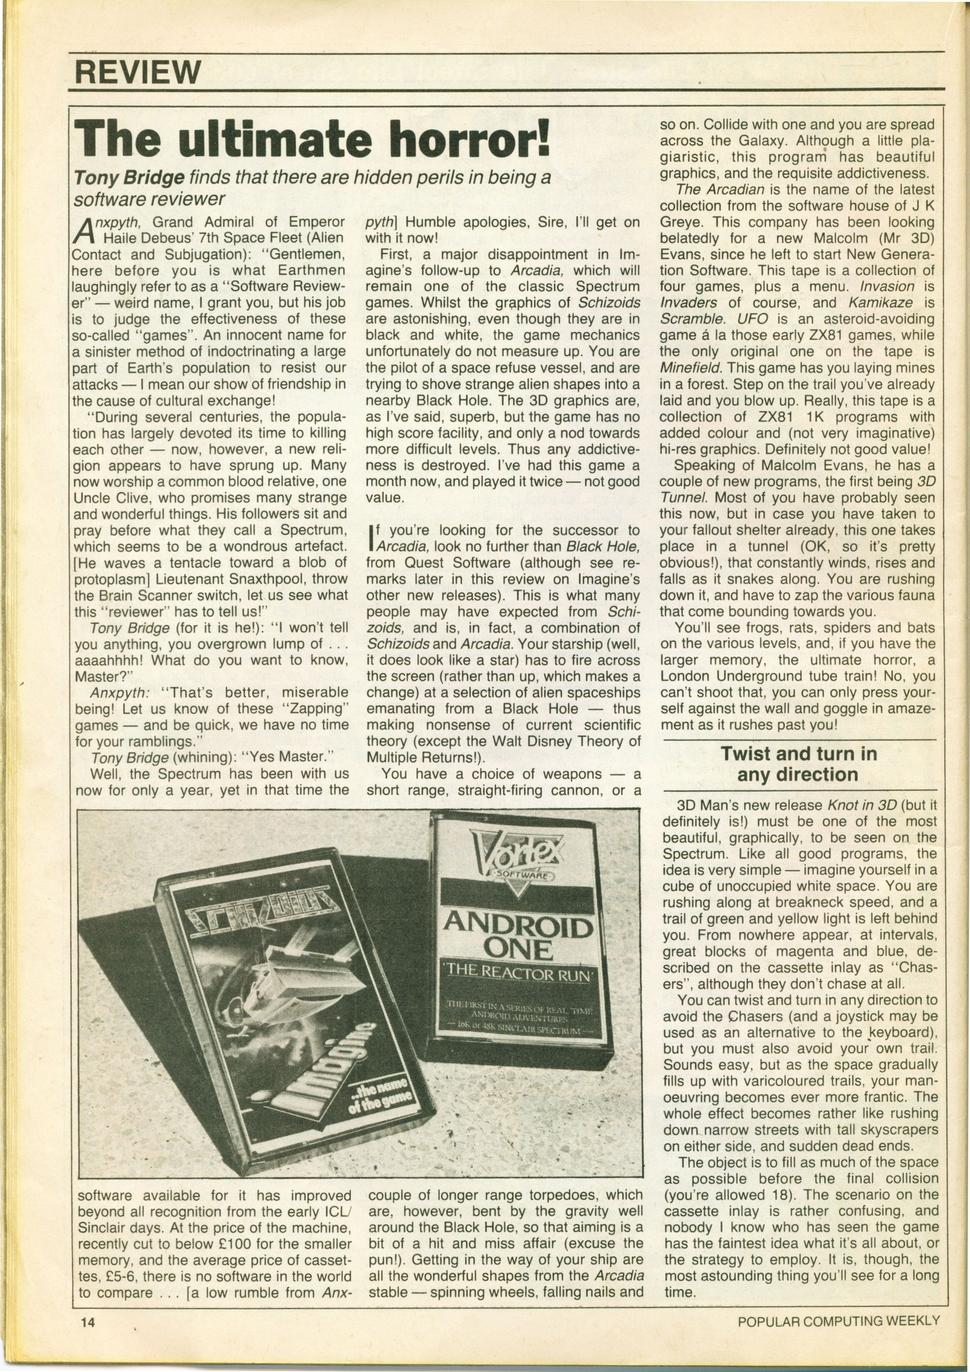 REVIEW
The ultimate horror!
Tony Bridge finds that there are hidden perils in being a
software reviewer
Anxpyth, Grand Admiral of Emperor
Haile Debeus' 7th Space Fleet (Alien
Contact and Subjugation): "Gentlemen,
here before you is what Earthmen
laughingly refer to as a "Software Review-
er" — weird name, I grant you, but his job
is to judge the effectiveness of these
so-called "games". An innocent name for
a sinister method of indoctrinating a large
part of Earth's population to resist our
attacks — I mean our show of friendship in
the cause of cultural exchange!
"During several centuries, the popula-
tion has largely devoted its time to killing
each other — now, however, a new reli-
gion appears to have sprung up. Many
now worship a common blood relative, one
Uncle Clive, who promises many strange
and wonderful things. His followers sit and
pray before what they call a Spectrum,
which seems to be a wondrous artefact.
[He waves a tentacle toward a blob of
protoplasm] Lieutenant Snaxthpool, throw
the Brain Scanner switch, let us see what
this "reviewer" has to tell us!"
Tony Bridge (for it is he!): "I won't tell
you anything, you overgrown lump of . . .
aaaahhhh! What do you want to know,
Master?"
Anxpyth: "That's better, miserable
being! Let us know of these "Zapping"
games — and be quick, we have no time
for your ramblings."
Tony Bridge (whining): "Yes Master."
Well, the Spectrum has been with us
now for only a year, yet in that time the
software available for it has improved
beyond all recognition from the early ICL/
Sinclair days. At the price of the machine,
recently cut to below £100 for the smaller
memory, and the average price of casset-
tes, £5-6, there is no software in the world
to compare . . . [a low rumble from Anx-
pyth] Humble apologies, Sire, I'll get on
with it now!
First, a major disappointment in Im-
agine's follow-up to Arcadia, which will
remain one of the classic Spectrum
games. Whilst the graphics of Schizoids
are astonishing, even though they are in
black and white, the game mechanics
unfortunately do not measure up. You are
the pilot of a space refuse vessel, and are
trying to shove strange alien shapes into a
nearby Black Hole. The 3D graphics are,
as I've said, superb, but the game has no
high score facility, and only a nod towards
more difficult levels. Thus any addictive-
ness is destroyed. I've had this game a
month now, and played it twice — not good
value.
If you're looking for the successor to
Arcadia, look no further than Black Hole,
from Quest Software (although see re-
marks later in this review on Imagine's
other new releases). This is what many
people may have expected from Schi-
zoids, and is, in fact, a combination of
Schizoids and Arcadia. Your starship (well,
it does look like a star) has to fire across
the screen (rather than up, which makes a
change) at a selection of alien spaceships
emanating from a Black Hole — thus
making nonsense of current scientific
theory (except the Walt Disney Theory of
Multiple Returns!).
You have a choice of weapons — a
short range, straight-firing cannon, or a
couple of longer range torpedoes, which
are, however, bent by the gravity well
around the Black Hole, so that aiming is a
bit of a hit and miss affair (excuse the
pun!). Getting in the way of your ship are
all the wonderful shapes from the Arcadia
stable — spinning wheels, falling nails and
so on. Collide with one and you are spread
across the Galaxy. Although a little pla-
giaristic, this program has beautiful
graphics, and the requisite addictiveness.
The Arcadian is the name of the latest
collection from the software house of J K
Greye. This company has been looking
belatedly for a new Malcolm (Mr 3D)
Evans, since he left to start New Genera-
tion Software. This tape is a collection of
four games, plus a menu. Invasion is
Invaders of course, and Kamikaze is
Scramble. UFO is an asteroid-avoiding
game á la those early ZX81 games, while
the only original one on the tape is
Minefield. This game has you laying mines
in a forest. Step on the trail you've already
laid and you blow up. Really, this tape is a
collection of ZX81 1K programs with
added colour and (not very imaginative)
hi-res graphics. Definitely not good value!
Speaking of Malcolm Evans, he has a
couple of new programs, the first being 3D
Tunnel. Most of you have probably seen
this now, but in case you have taken to
your fallout shelter already, this one takes
place in a tunnel (OK, so it's pretty
obvious!), that constantly winds, rises and
falls as it snakes along. You are rushing
down it, and have to zap the various fauna
that come bounding towards you.
You'll see frogs, rats, spiders and bats
on the various levels, and, if you have the
larger memory, the ultimate horror, a
London Underground tube train! No, you
can't shoot that, you can only press your-
self against the wall and goggle in amaze-
ment as it rushes past you!
Twist and turn in
any direction
3D Man's new release Knot in 3D (but it
definitely is!) must be one of the most
beautiful, graphically, to be seen on the
Spectrum. Like all good programs, the
idea is very simple — imagine yourself in a
cube of unoccupied white space. You are
rushing along at breakneck speed, and a
trail of green and yellow light is left behind
you. From nowhere appear, at intervals,
great blocks of magenta and blue, de-
scribed on the cassette inlay as "Chas-
ers", although they don't chase at all.
You can twist and turn in any direction to
avoid the Chasers (and a joystick may be
used as an alternative to the keyboard),
but you must also avoid your own trail.
Sounds easy, but as the space gradually
fills up with varicoloured trails, your man-
oeuvring becomes ever more frantic. The
whole effect becomes rather like rushing
down narrow streets with tall skyscrapers
on either side, and sudden dead ends.
The object is to fill as much of the space
as possible before the final collision
(you're allowed 18). The scenario on the
cassette inlay is rather confusing, and
nobody I know who has seen the game
has the faintest idea what it's all about, or
the strategy to employ. It is, though, the
most astounding thing you'll see for a long
time.
SCHIZOIDS
Imagine
...the name
of the game
Vortex
SOFTWARE
ANDROID
ONE
'THE REACTOR RUN'
THE FIRST IN A SERIES OF REAL TIME
ANDROID ADVENTURES
— 16K or 48K SINCLAIR SPECTRUM —
14
POPULAR COMPUTING WEEKLY